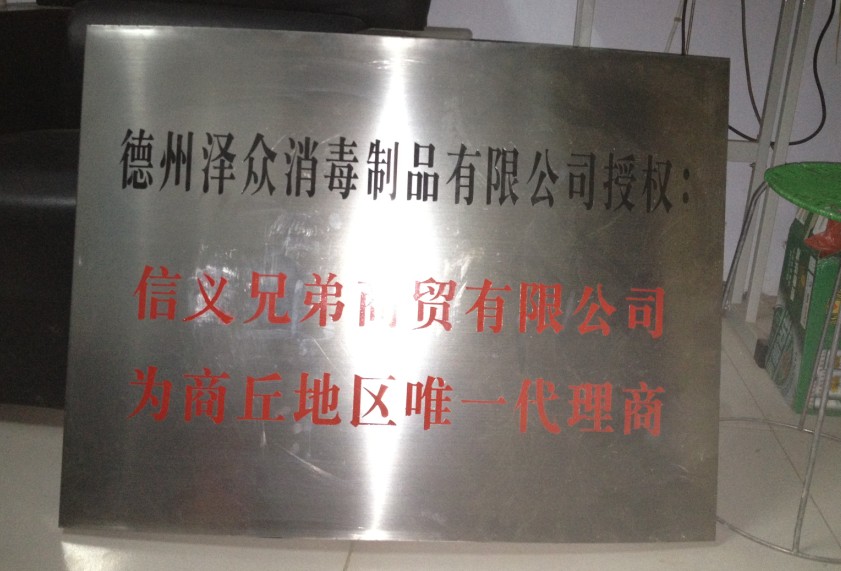 德州泽众消毒制品有限公司授权：
信义兄弟商贸有限公司
为商丘地区唯一代理商